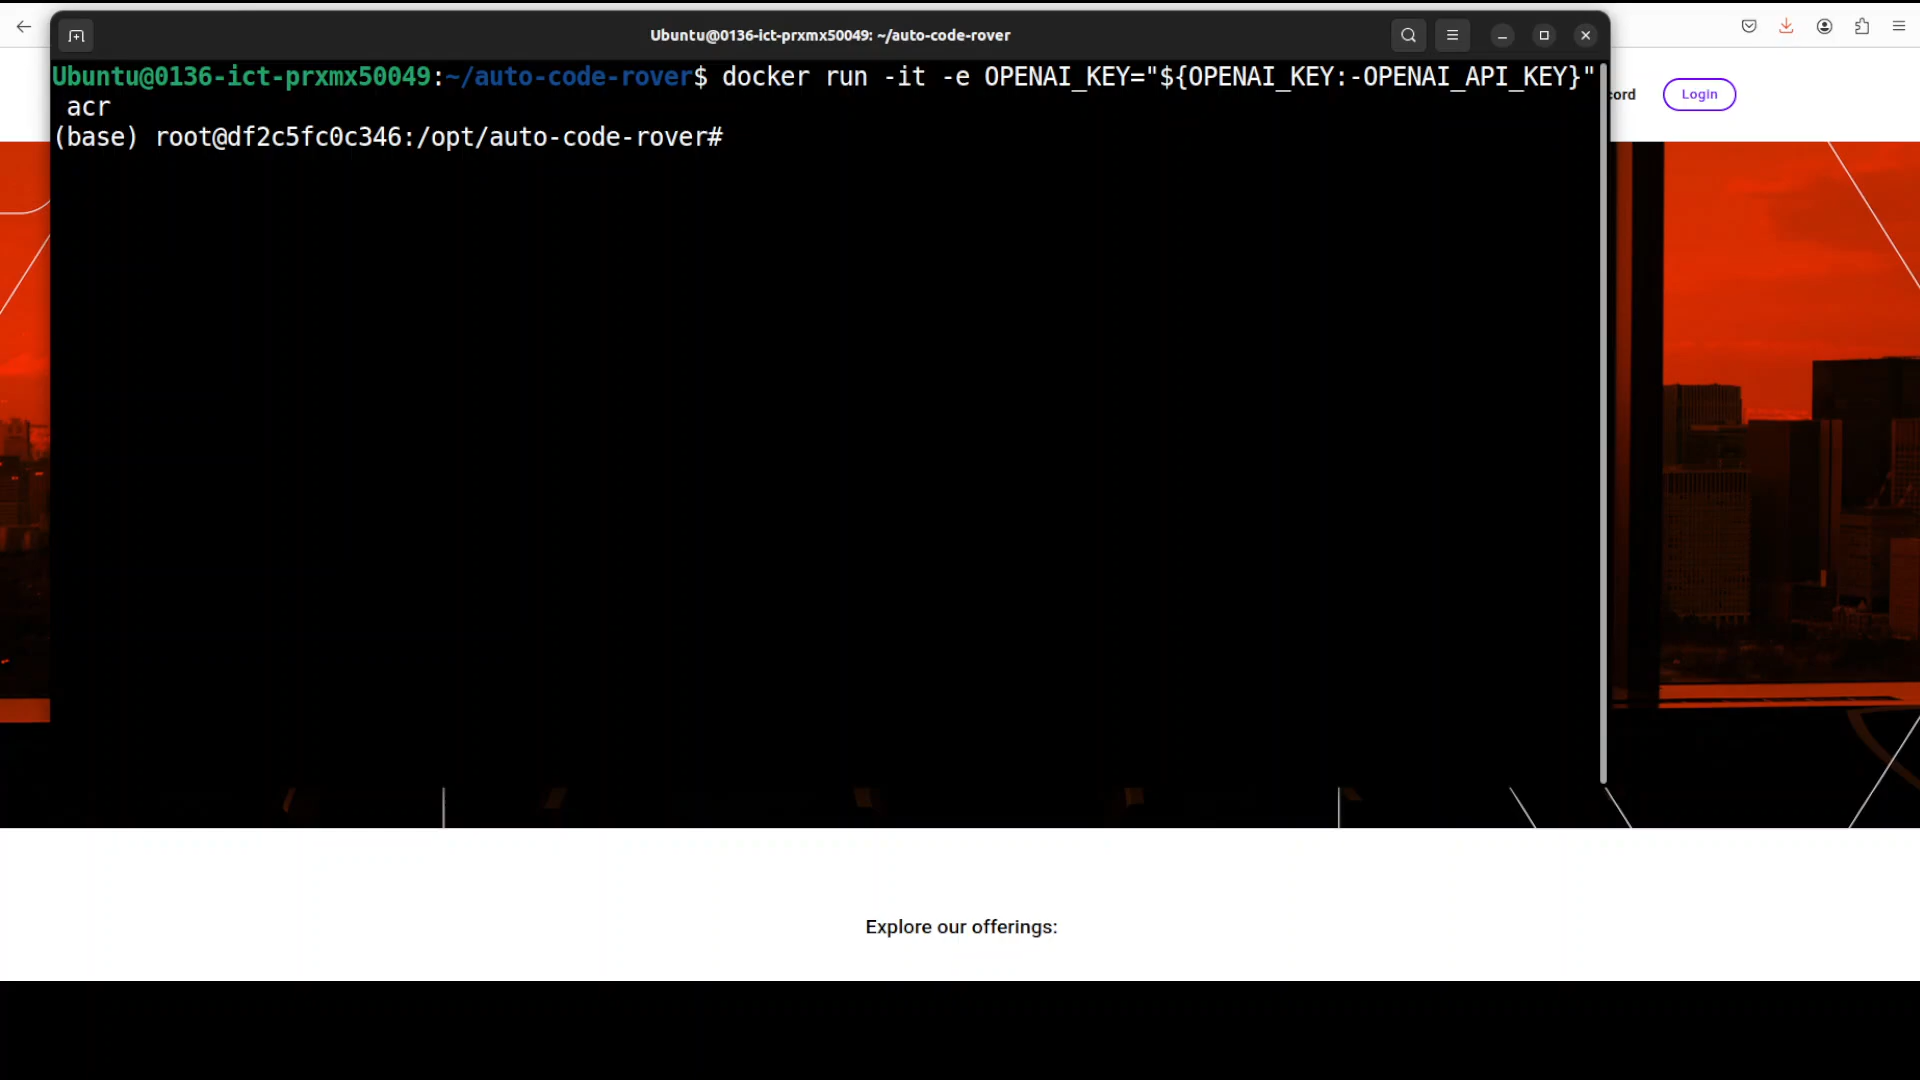 Ubuntu@0136-ict-prxmx50049: ~/auto-code-rover
Ubuntu@0136-ict-prxmx50049:~/auto-code-rover$ docker run -it -e OPENAI_KEY="${OPENAI_KEY:-OPENAI_API_KEY}"
acr
(base) root@df2c5fc0c346:/opt/auto-code-rover#
cord
Login
Explore our offerings: